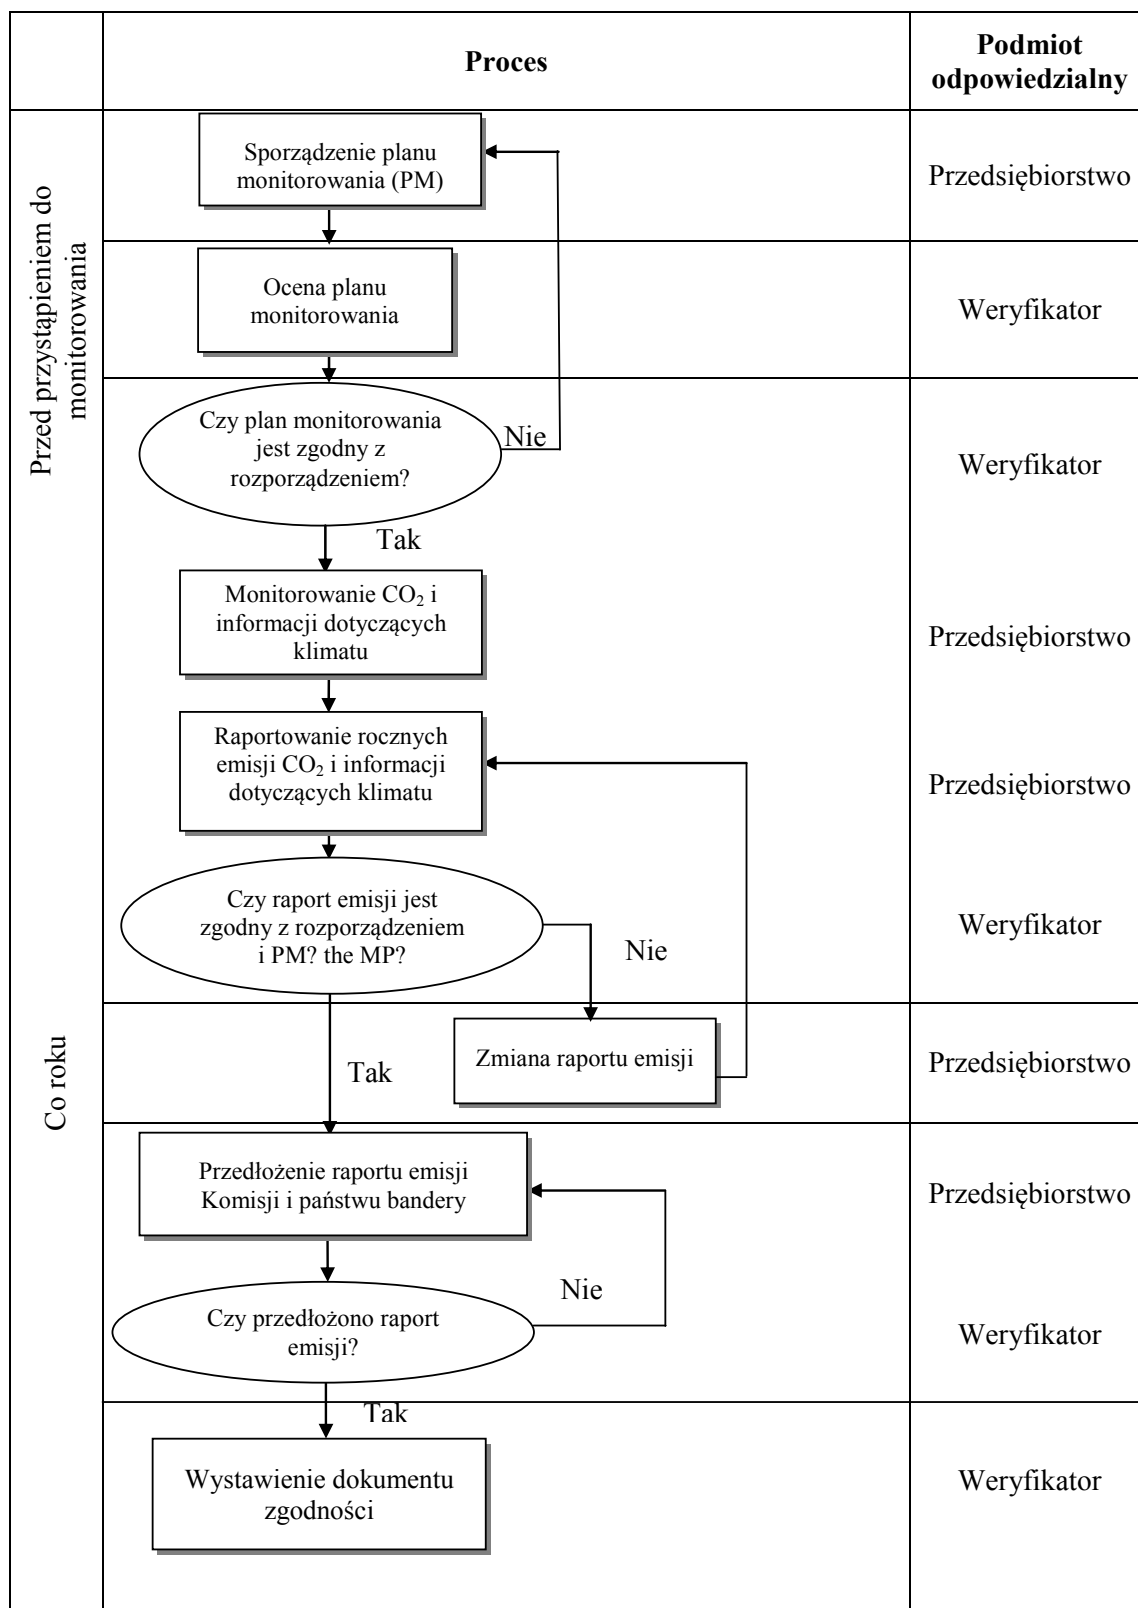 Proces
Podmiot
odpowiedzialny
Przed przystąpieniem do
monitorowania
Sporządzenie planu
monitorowania (PM)
Przedsiębiorstwo
Ocena planu
monitorowania
Weryfikator
Czy plan monitorowania
jest zgodny z
rozporządzeniem?
Nie
Weryfikator
Tak
Monitorowanie CO₂ i
informacji dotyczących
klimatu
Przedsiębiorstwo
Raportowanie rocznych
emisji CO₂ i informacji
dotyczących klimatu
Przedsiębiorstwo
Czy raport emisji jest
zgodny z rozporządzeniem
i PM? the MP?
Nie
Weryfikator
Co roku
Tak
Zmiana raportu emisji
Przedsiębiorstwo
Przedłożenie raportu emisji
Komisji i państwu bandery
Przedsiębiorstwo
Czy przedłożono raport
emisji?
Nie
Weryfikator
Tak
Wystawienie dokumentu
zgodności
Weryfikator